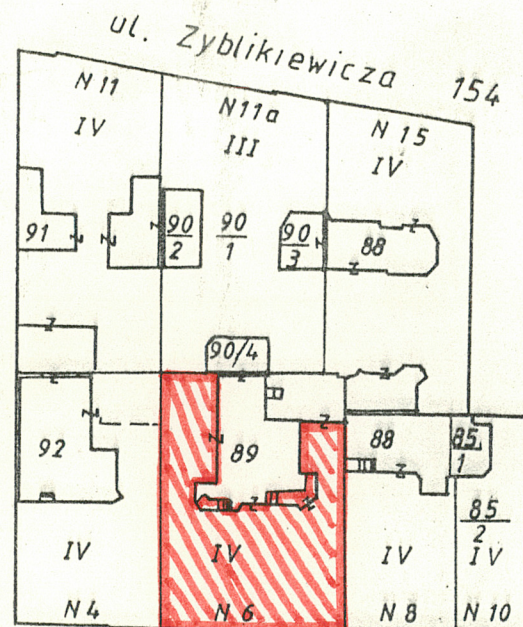 ul. Zyblikiewicza 154
N 11
IV
N11a
III
N 15
IV
91
90/2
90/1
90/3
88
90/4
92
89
88
85/1
85/2
IV
IV
IV
IV
N 4
N 6
N 8
N 10